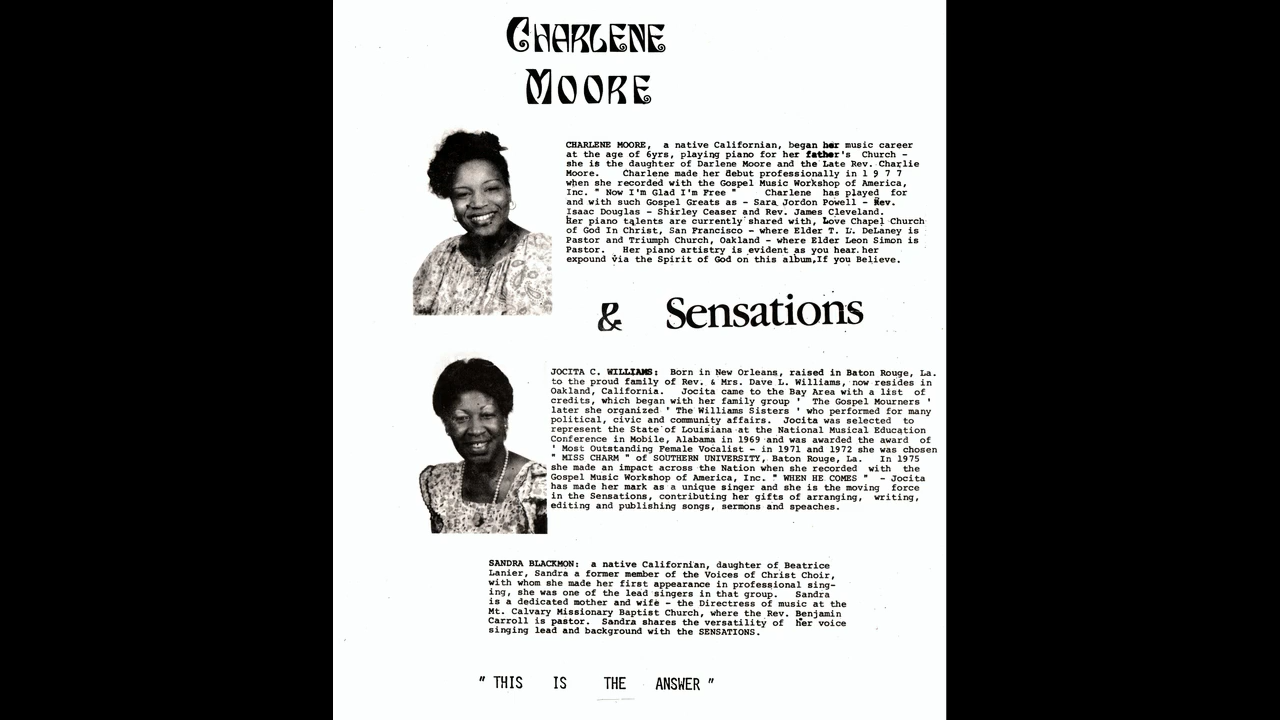 CHARLENE
MOORE
CHARLENE MOORE, a native Californian, began her music career
at the age of 6yrs, playing piano for her father's Church -
she is the daughter of Darlene Moore and the Late Rev. Charlie
Moore. Charlene made her debut professionally in 1 9 7 7
when she recorded with the Gospel Music Workshop of America,
Inc. " Now I'm Glad I'm Free " Charlene has played for
and with such Gospel Greats as - Sara Jordon Powell - Rev.
Isaac Douglas - Shirley Ceaser and Rev. James Cleveland.
Her piano talents are currently shared with, Love Chapel Church
of God In Christ, San Francisco - where Elder T. L. DeLaney is
Pastor and Triumph Church, Oakland - where Elder Leon Simon is
Pastor. Her piano artistry is evident as you hear her
expound via the Spirit of God on this album,If you Believe.
& Sensations
JOCITA C. WILLIAMS: Born in New Orleans, raised in Baton Rouge, La.
to the proud family of Rev. & Mrs. Dave L. Williams, now resides in
Oakland, California. Jocita came to the Bay Area with a list of
credits, which began with her family group ' The Gospel Mourners '
later she organized ' The Williams Sisters ' who performed for many
political, civic and community affairs. Jocita was selected to
represent the State of Louisiana at the National Musical Education
Conference in Mobile, Alabama in 1969 and was awarded the award of
' Most Outstanding Female Vocalist - in 1971 and 1972 she was chosen
" MISS CHARM " of SOUTHERN UNIVERSITY, Baton Rouge, La. In 1975
she made an impact across the Nation when she recorded with the
Gospel Music Workshop of America, Inc. " WHEN HE COMES " - Jocita
has made her mark as a unique singer and she is the moving force
in the Sensations, contributing her gifts of arranging, writing,
editing and publishing songs, sermons and speaches.
SANDRA BLACKMON: a native Californian, daughter of Beatrice
Lanier, Sandra a former member of the Voices of Christ Choir,
with whom she made her first appearance in professional sing-
ing, she was one of the lead singers in that group. Sandra
is a dedicated mother and wife - the Directress of music at the
Mt. Calvary Missionary Baptist Church, where the Rev. Benjamin
Carroll is pastor. Sandra shares the versatility of her voice
singing lead and background with the SENSATIONS.
" THIS IS THE ANSWER "